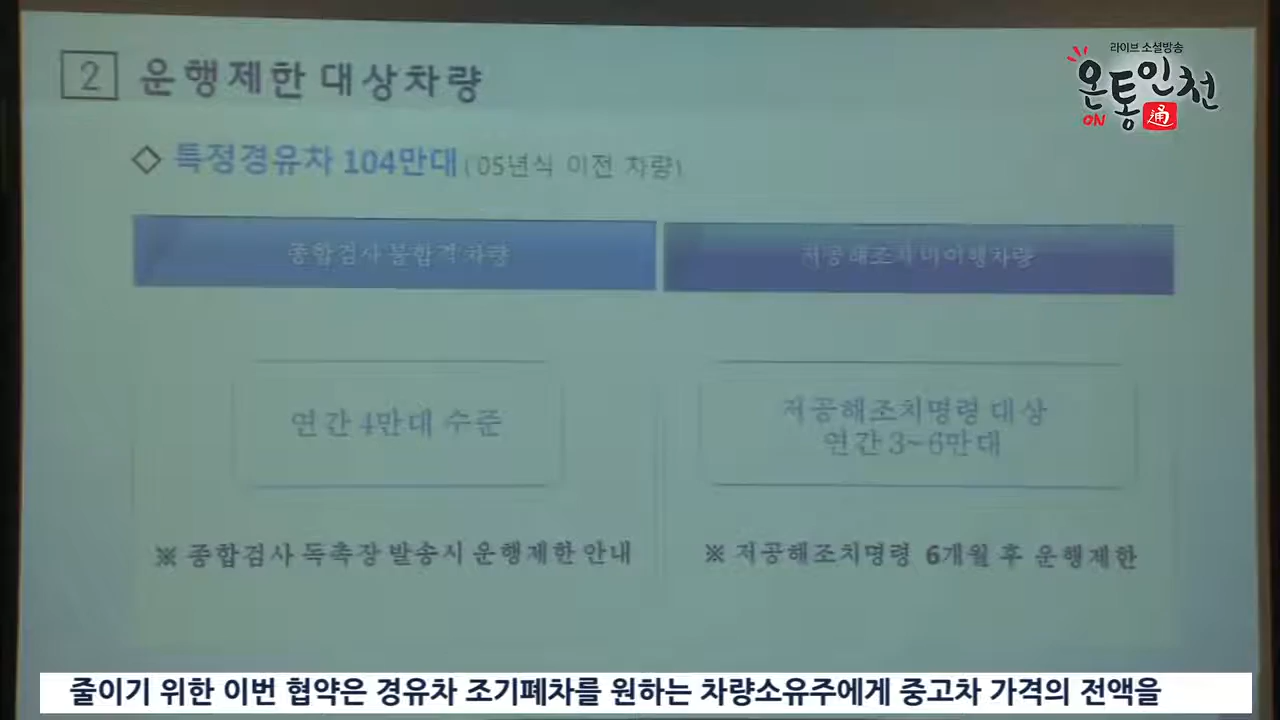 라이브 소셜방송
온통인천
ON
通
2 운행제한 대상차량
◇ 특정경유차 104만대 (05년식 이전 차량)
종합검사 불합격 차량
저공해조치 미이행차량
연간 4만대 수준
저공해조치명령 대상
연간 3~6만대
※ 종합검사 독촉장 발송시 운행제한 안내
※ 저공해조치명령 6개월 후 운행제한
줄이기 위한 이번 협약은 경유차 조기폐차를 원하는 차량소유주에게 중고차 가격의 전액을